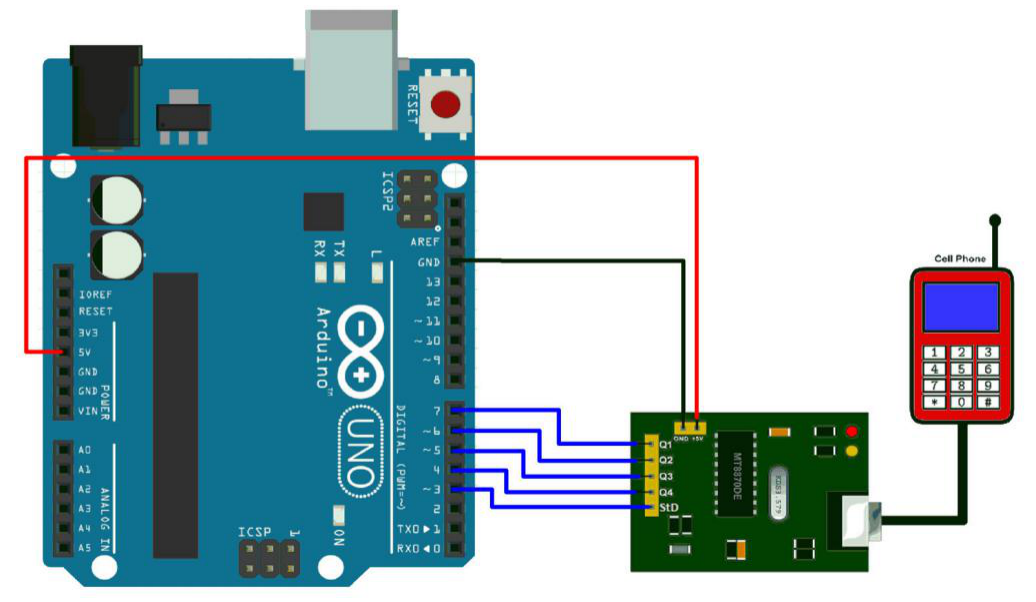 RESET
ICSP2
AREF
GND
13
12
~11
~10
~9
8
RX
TX
L
Arduino™
UNO
IOREF
RESET
3V3
5V
GND
GND
VIN
POWER
A0
A1
A2
A3
A4
A5
ANALOG IN
DIGITAL (PWM=~)
7
~6
~5
4
~3
2
TX0▶1
RX0◀0
ICSP
1
ON
GND +5V
Q1
Q2
Q3
Q4
StD
MT8870DE
KDS3.579
Cell Phone
1 2 3
4 5 6
7 8 9
* 0 #